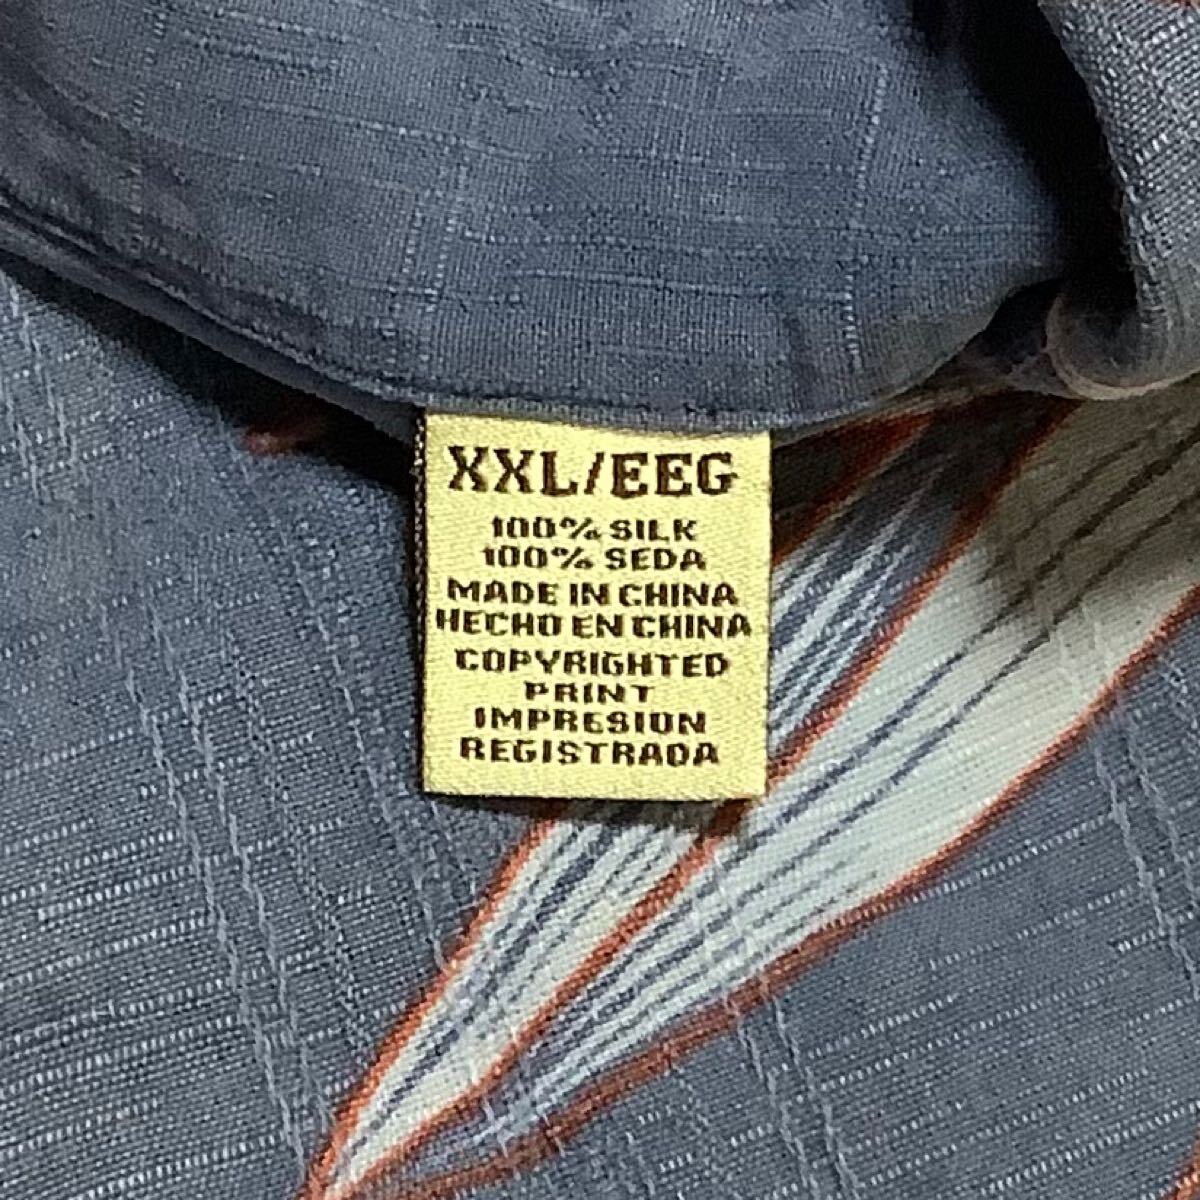 XXL/EEG
100% SILK
100% SEDA
MADE IN CHINA
HECHO EN CHINA
COPYRIGHTED
PRINT
IMPRESION
REGISTRADA